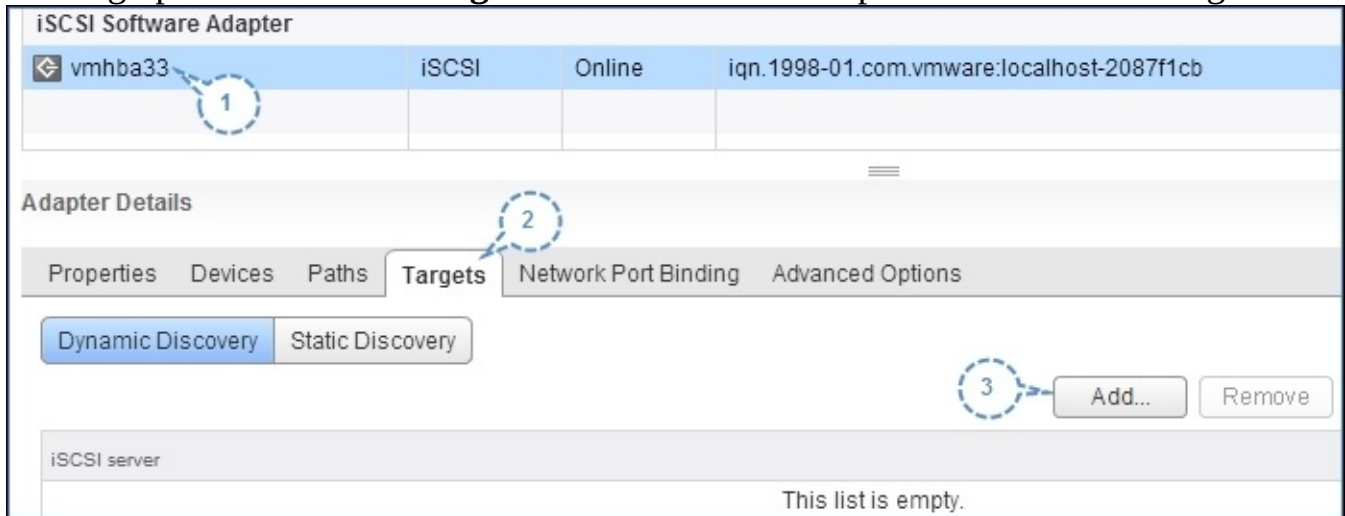 iSCSI Software Adapter
vmhba33 iSCSI Online iqn.1998-01.com.vmware:localhost-2087f1cb
1
Adapter Details
2
Properties Devices Paths Targets Network Port Binding Advanced Options
Dynamic Discovery Static Discovery
3 Add... Remove
iSCSI server
This list is empty.